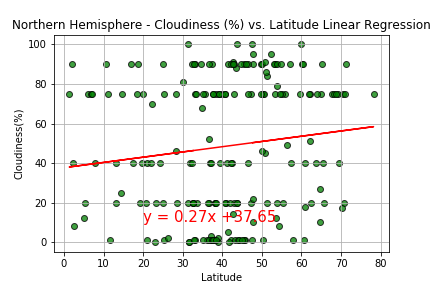 Northern Hemisphere - Cloudiness (%) vs. Latitude Linear Regression
100
80
60
40
20
0
Cloudiness(%)
y = 0.27x +37.65
0 10 20 30 40 50 60 70 80
Latitude